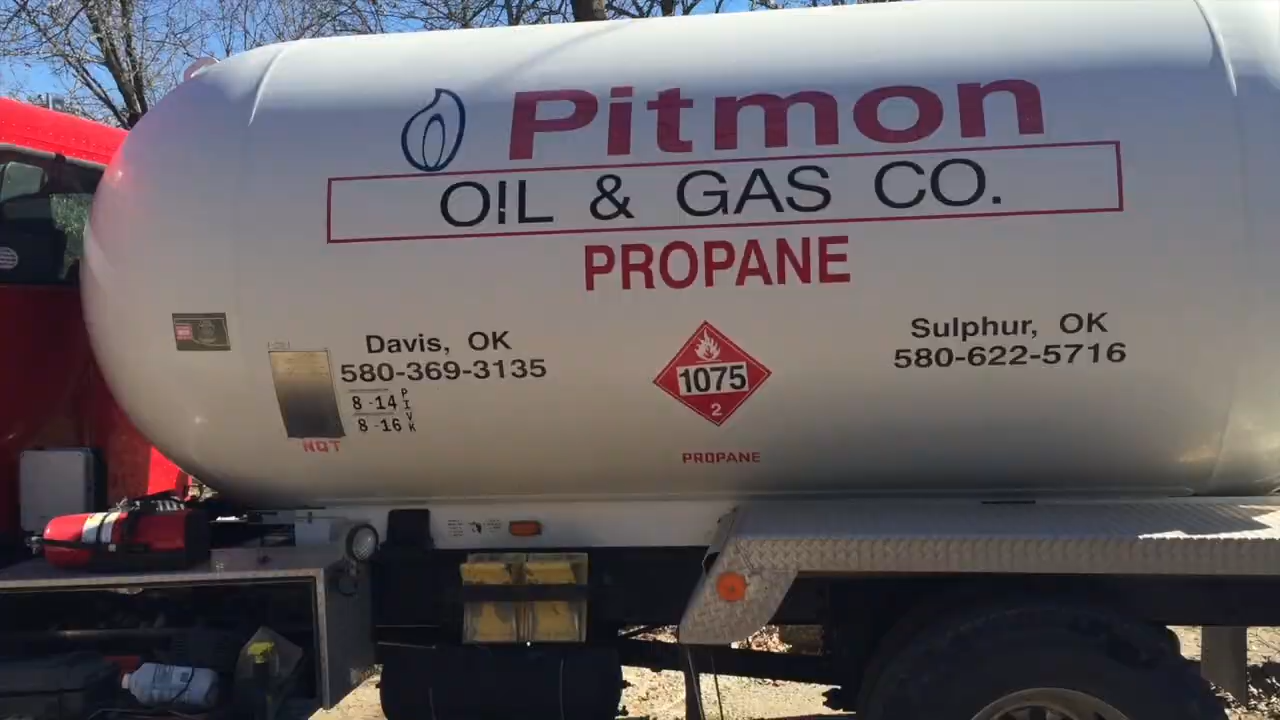 Pitmon
OIL & GAS CO.
PROPANE
Davis, OK
580-369-3135
8-14 P
8-16 I
V
K
Sulphur, OK
580-622-5716
1075
2
NQT
PROPANE